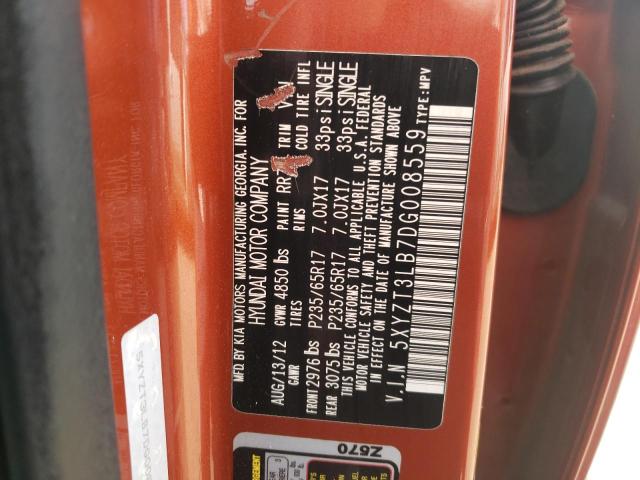 MFD.BY KIA MOTORS MANUFACTURING GEORGIA, INC. FOR
HYUNDAI MOTOR COMPANY
AUG/13/12 GVWR 4850 lbs PAINT TRIM
GAWR TIRES RIMS COLD TIRE INFL
FRONT 2976 lbs P235/65R17 7.0JX17 33psi SINGLE
REAR 3075 lbs P235/65R17 7.0JX17 33psi SINGLE
THIS VEHICLE CONFORMS TO ALL APPLICABLE U.S.A. FEDERAL
MOTOR VEHICLE SAFETY AND THEFT PREVENTION STANDARDS
IN EFFECT ON THE DATE OF MANUFACTURE SHOWN ABOVE
V.I.N 5XYZT3LB7DG008559 TYPE:MPV
Z670